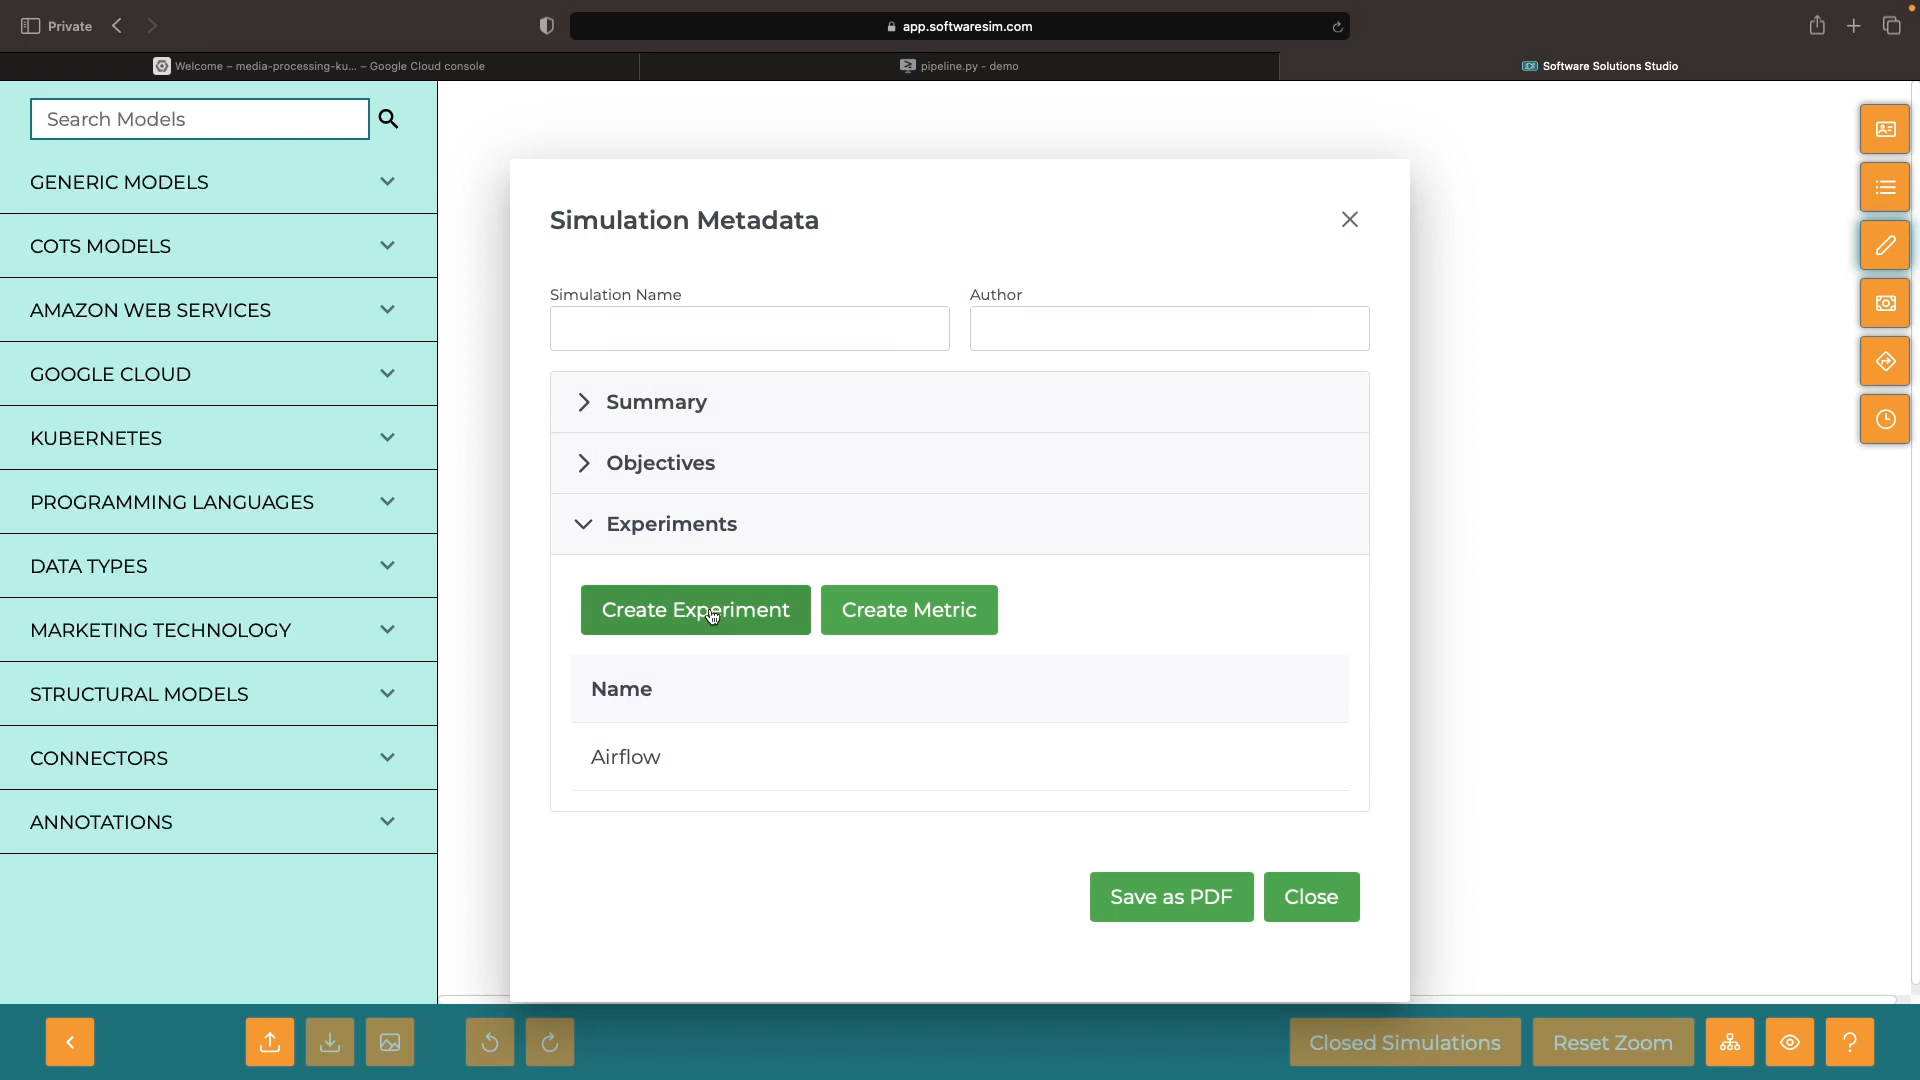 Private
app.softwaresim.com
Welcome – media-processing-ku... – Google Cloud console
pipeline.py - demo
Software Solutions Studio
Search Models
GENERIC MODELS
COTS MODELS
AMAZON WEB SERVICES
GOOGLE CLOUD
KUBERNETES
PROGRAMMING LANGUAGES
DATA TYPES
MARKETING TECHNOLOGY
STRUCTURAL MODELS
CONNECTORS
ANNOTATIONS
Simulation Metadata
Simulation Name
Author
Summary
Objectives
Experiments
Create Experiment
Create Metric
Name
Airflow
Save as PDF
Close
Closed Simulations
Reset Zoom